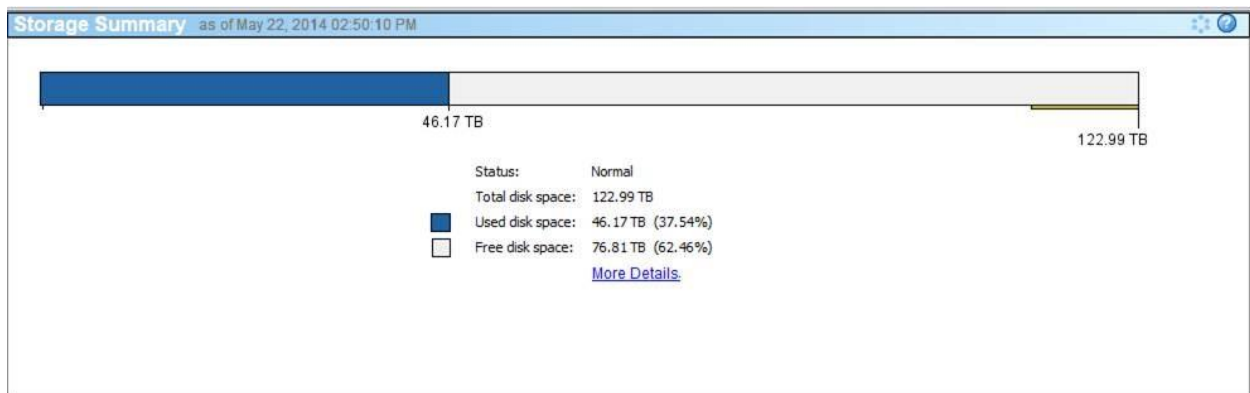 Storage Summary as of May 22, 2014 02:50:10 PM
46.17 TB
122.99 TB
Status: Normal
Total disk space: 122.99 TB
Used disk space: 46.17 TB (37.54%)
Free disk space: 76.81 TB (62.46%)
More Details.